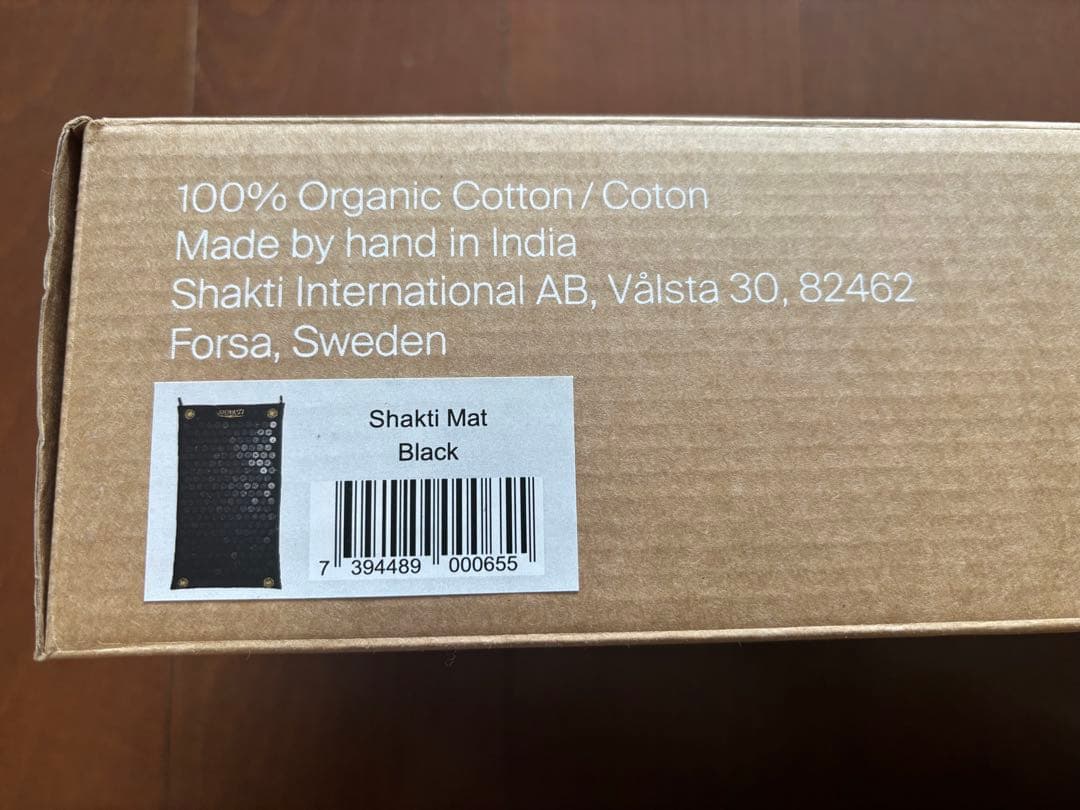 100% Organic Cotton / Coton
Made by hand in India
Shakti International AB, Vålsta 30, 82462
Forsa, Sweden
SHAKTI
Shakti Mat
Black
7 394489 000655